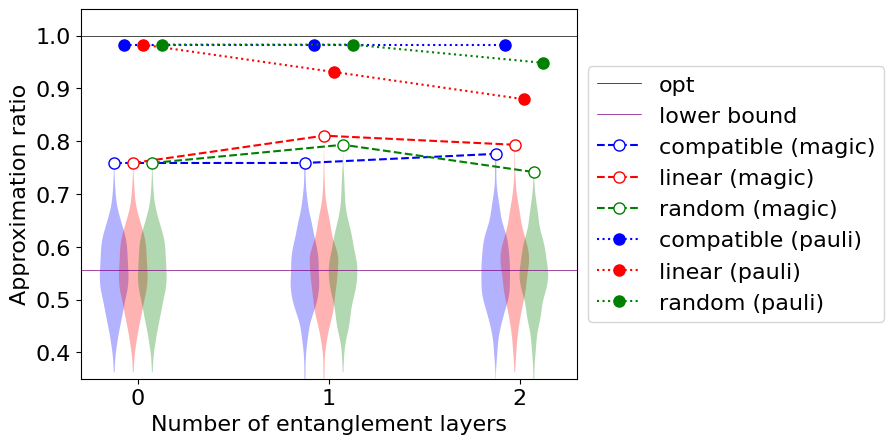 Approximation ratio
1.0
0.9
0.8
0.7
0.6
0.5
0.4
0
1
2
Number of entanglement layers
opt
lower bound
compatible (magic)
linear (magic)
random (magic)
compatible (pauli)
linear (pauli)
random (pauli)